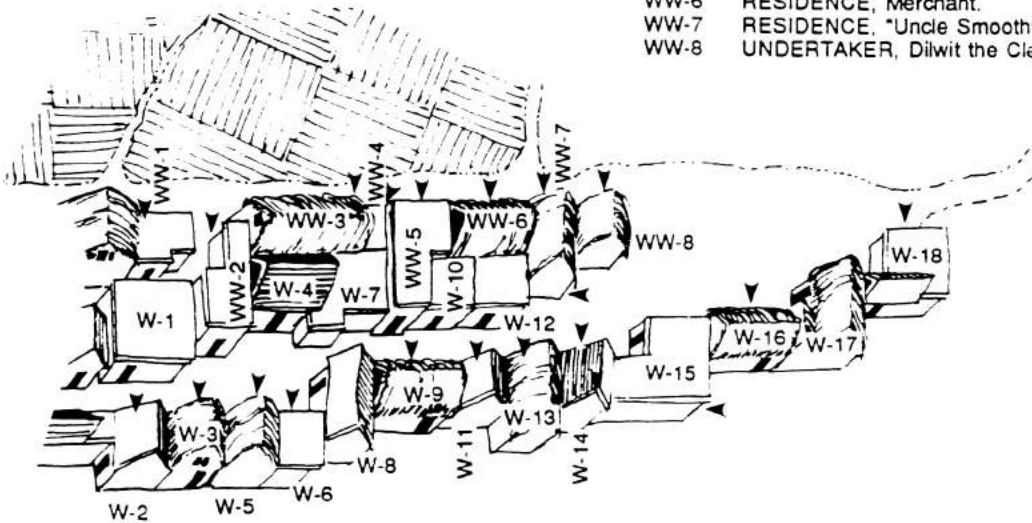 WW-6 RESIDENCE, Merchant.
WW-7 RESIDENCE, "Uncle Smooth
WW-8 UNDERTAKER, Dilwit the Cle
WW-1
WW-4
WW-7
WW-3
WW-5
WW-6
WW-8
WW-2
W-4
W-7
W-10
W-18
W-1
W-12
W-16
W-17
W-15
W-9
W-3
W-13
W-11
W-14
W-8
W-6
W-5
W-2